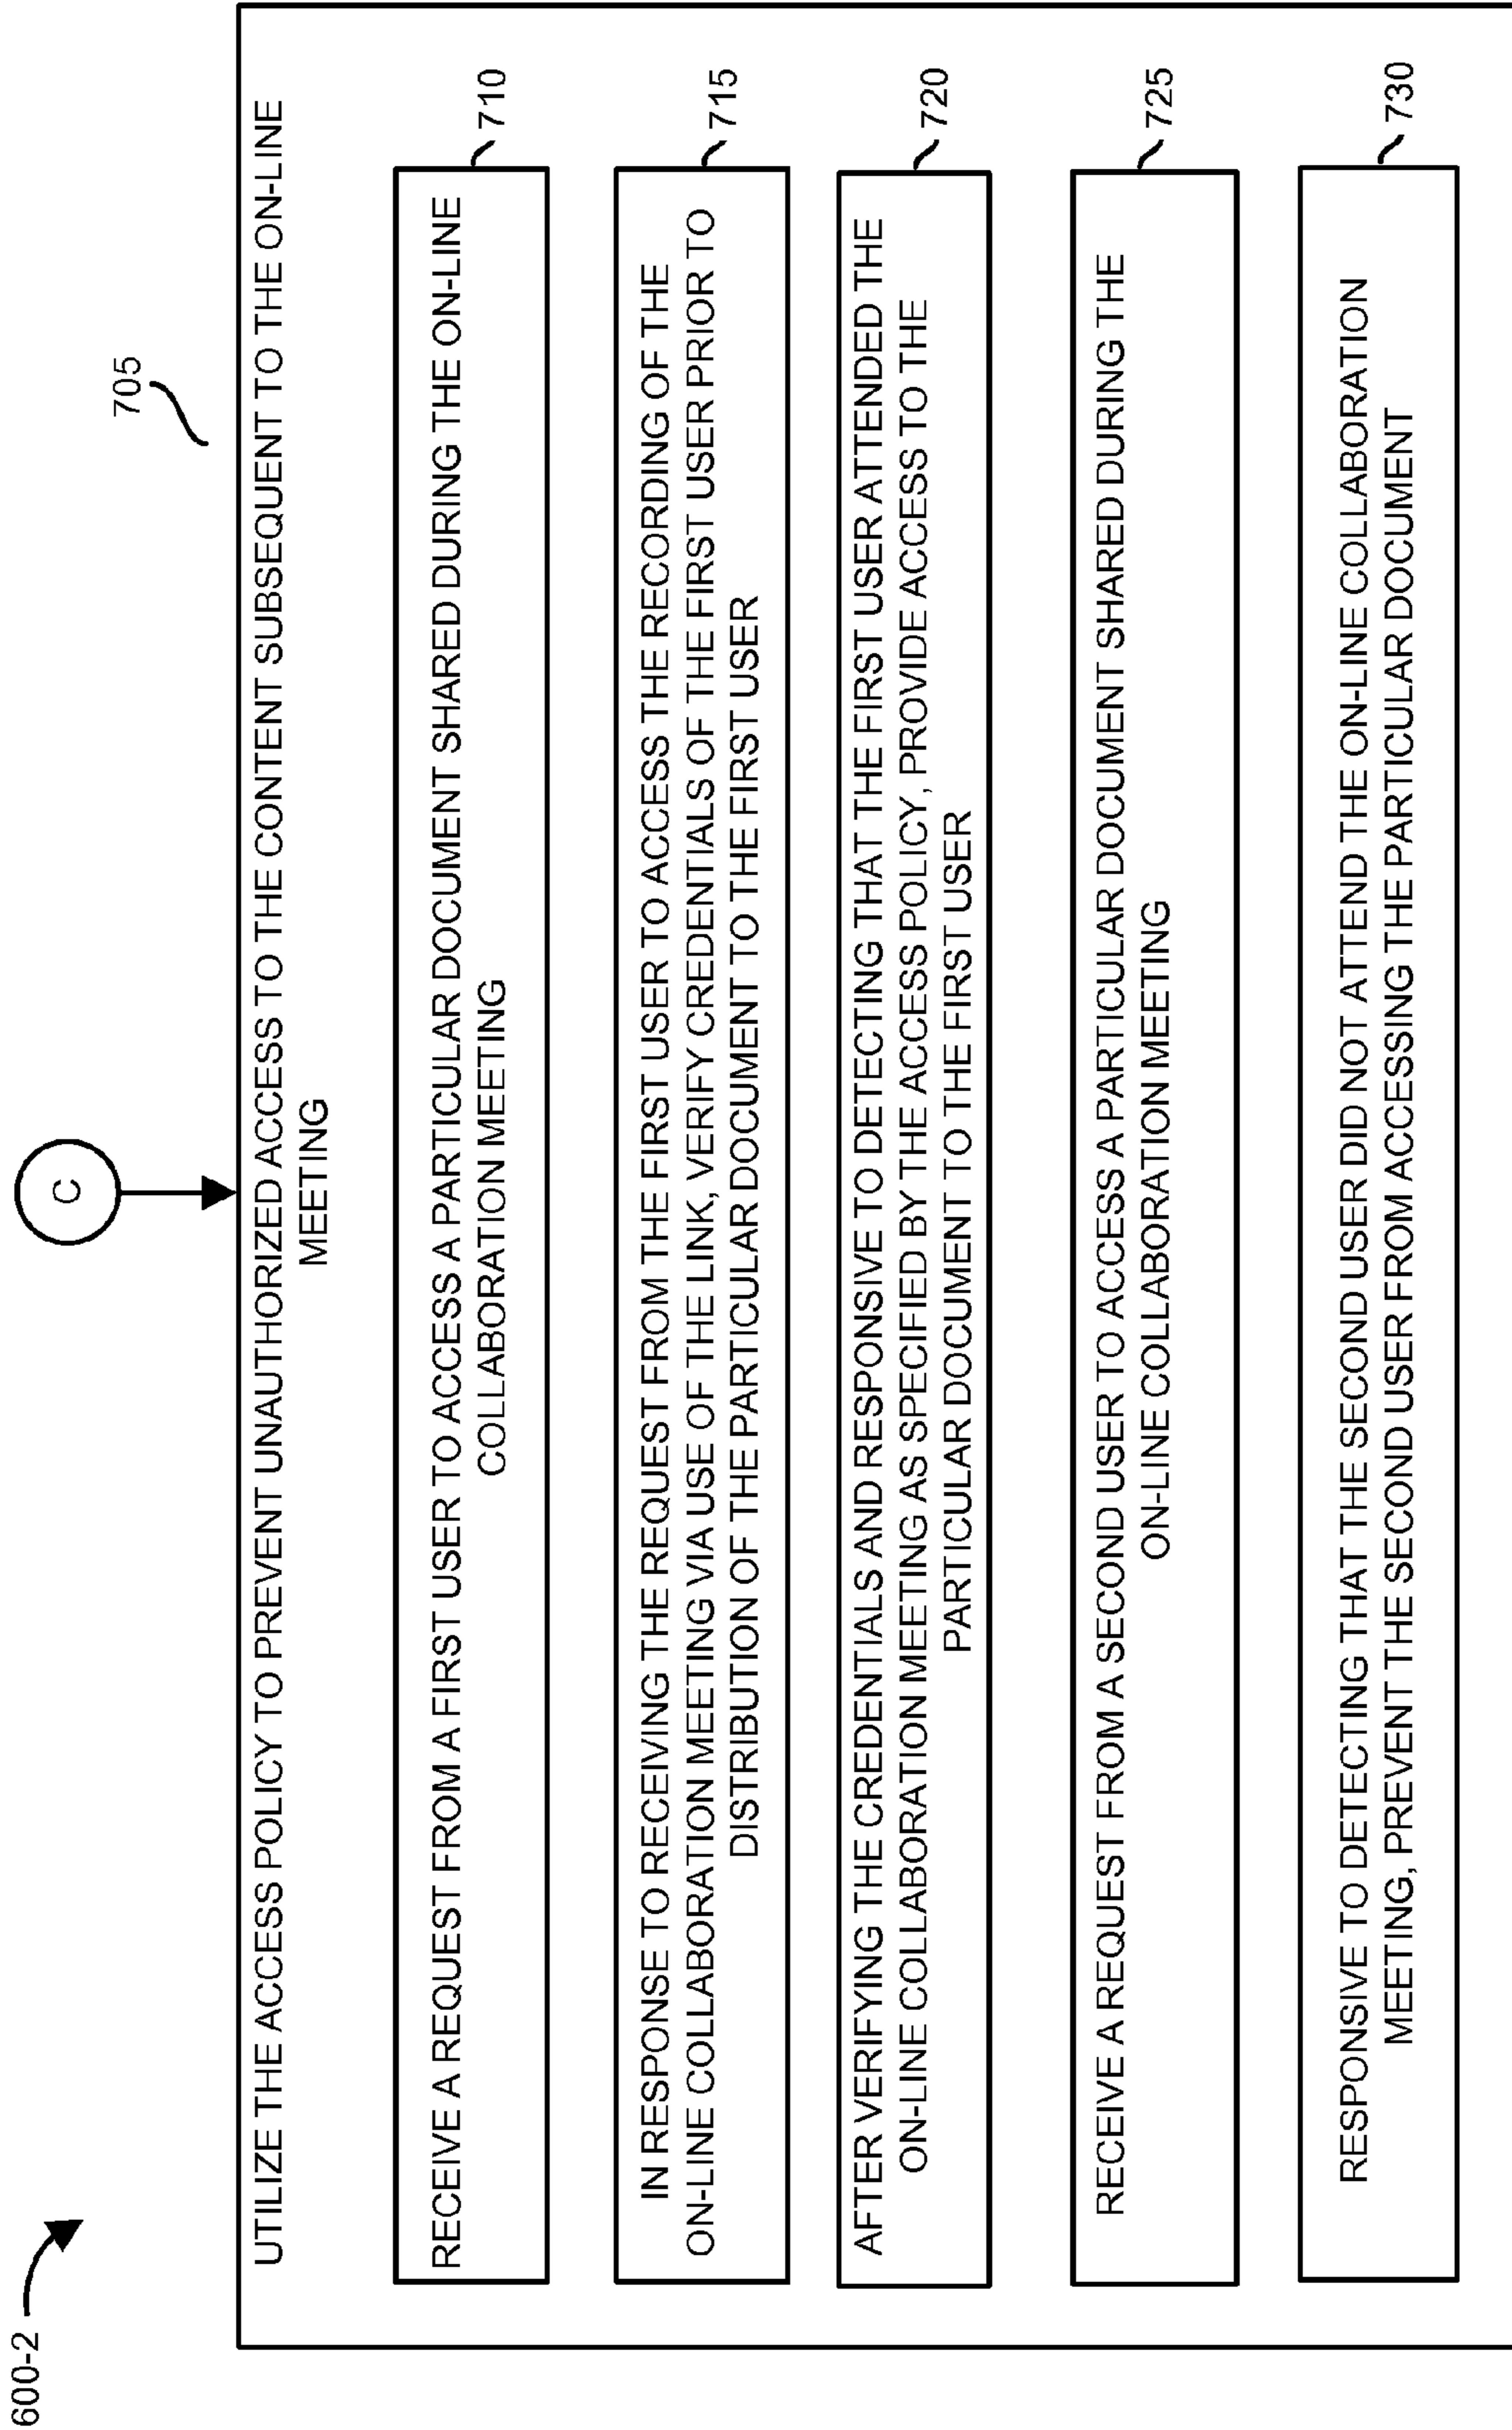 600-2
C
705
UTILIZE THE ACCESS POLICY TO PREVENT UNAUTHORIZED ACCESS TO THE CONTENT SUBSEQUENT TO THE ON-LINE
MEETING
RECEIVE A REQUEST FROM A FIRST USER TO ACCESS A PARTICULAR DOCUMENT SHARED DURING THE ON-LINE
COLLABORATION MEETING
710
IN RESPONSE TO RECEIVING THE REQUEST FROM THE FIRST USER TO ACCESS THE RECORDING OF THE
ON-LINE COLLABORATION MEETING VIA USE OF THE LINK, VERIFY CREDENTIALS OF THE FIRST USER PRIOR TO
DISTRIBUTION OF THE PARTICULAR DOCUMENT TO THE FIRST USER
715
AFTER VERIFYING THE CREDENTIALS AND RESPONSIVE TO DETECTING THAT THE FIRST USER ATTENDED THE
ON-LINE COLLABORATION MEETING AS SPECIFIED BY THE ACCESS POLICY, PROVIDE ACCESS TO THE
PARTICULAR DOCUMENT TO THE FIRST USER
720
RECEIVE A REQUEST FROM A SECOND USER TO ACCESS A PARTICULAR DOCUMENT SHARED DURING THE
ON-LINE COLLABORATION MEETING
725
RESPONSIVE TO DETECTING THAT THE SECOND USER DID NOT ATTEND THE ON-LINE COLLABORATION
MEETING, PREVENT THE SECOND USER FROM ACCESSING THE PARTICULAR DOCUMENT
730